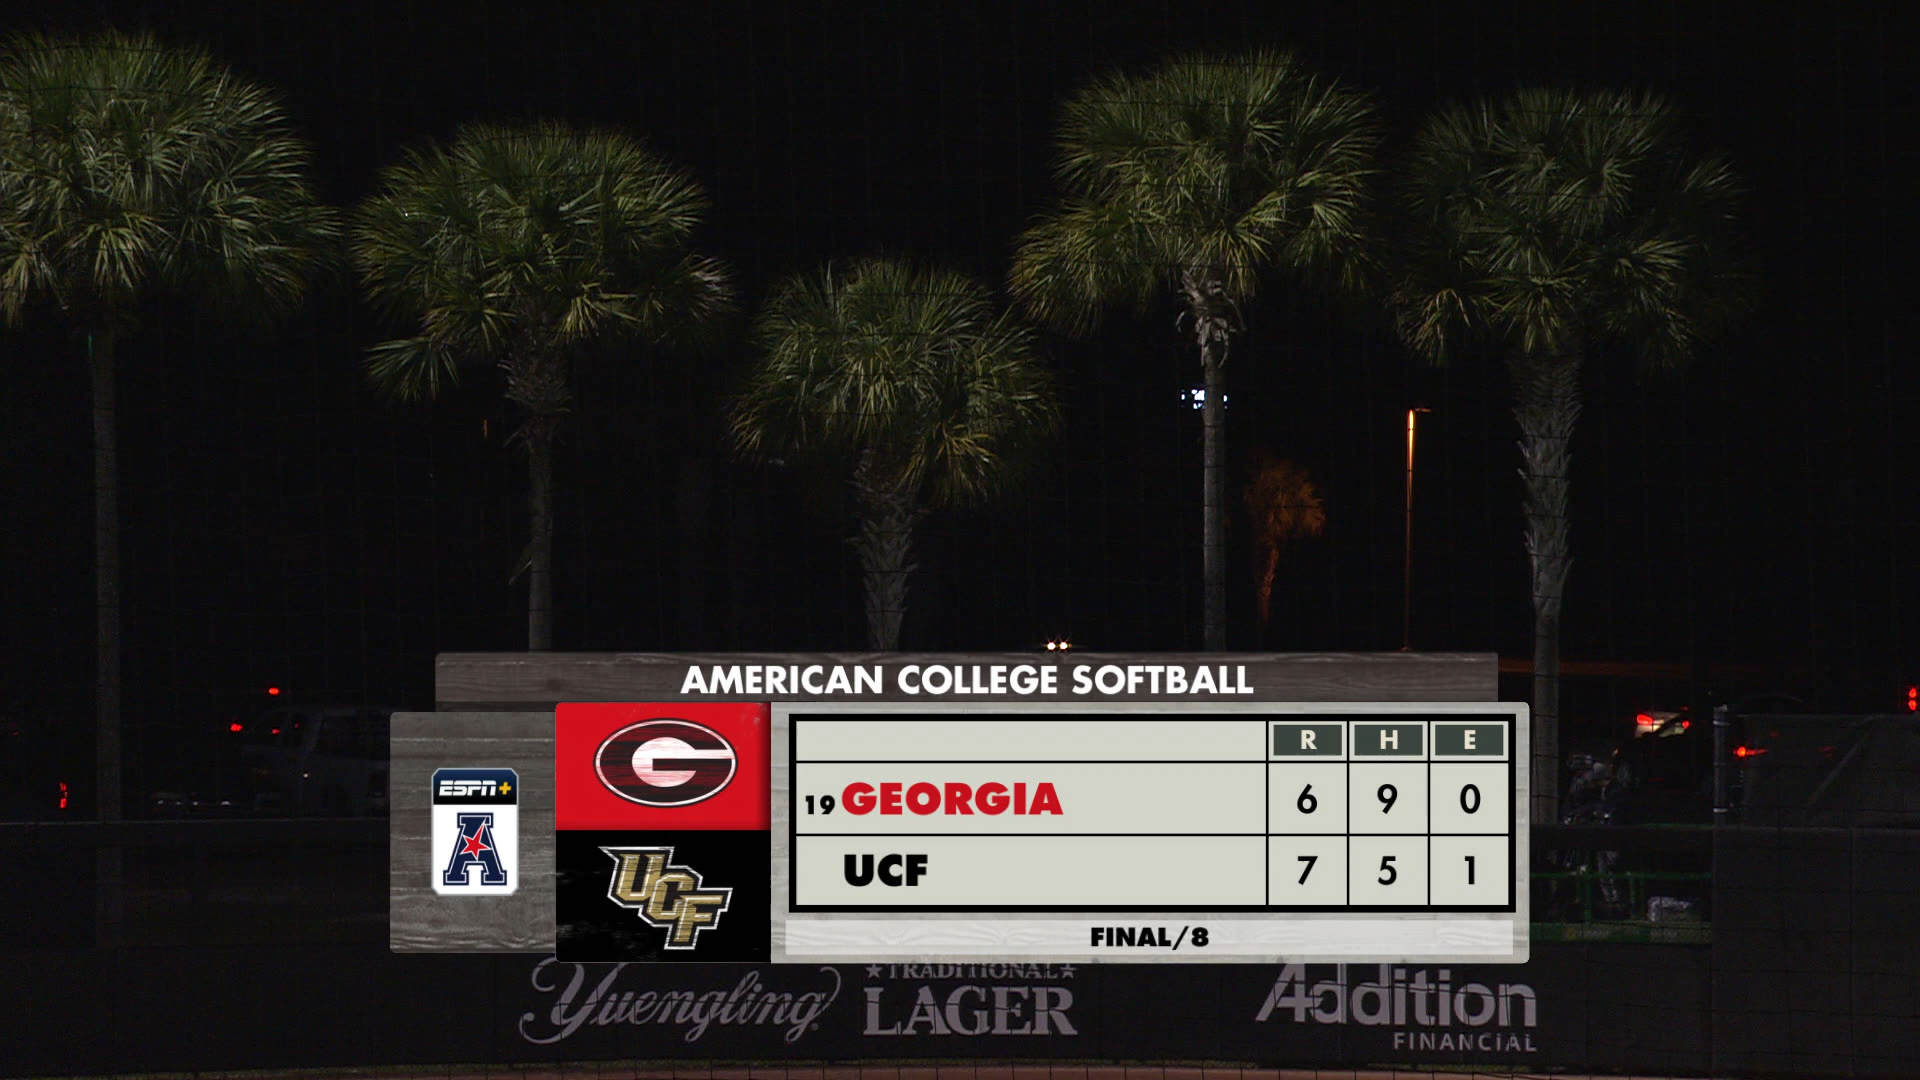 AMERICAN COLLEGE SOFTBALL
ESPN+
A
G
UCF
R H E
19 GEORGIA 6 9 0
UCF 7 5 1
FINAL/8
Yuengling
★TRADITIONAL★
LAGER
Addition
FINANCIAL